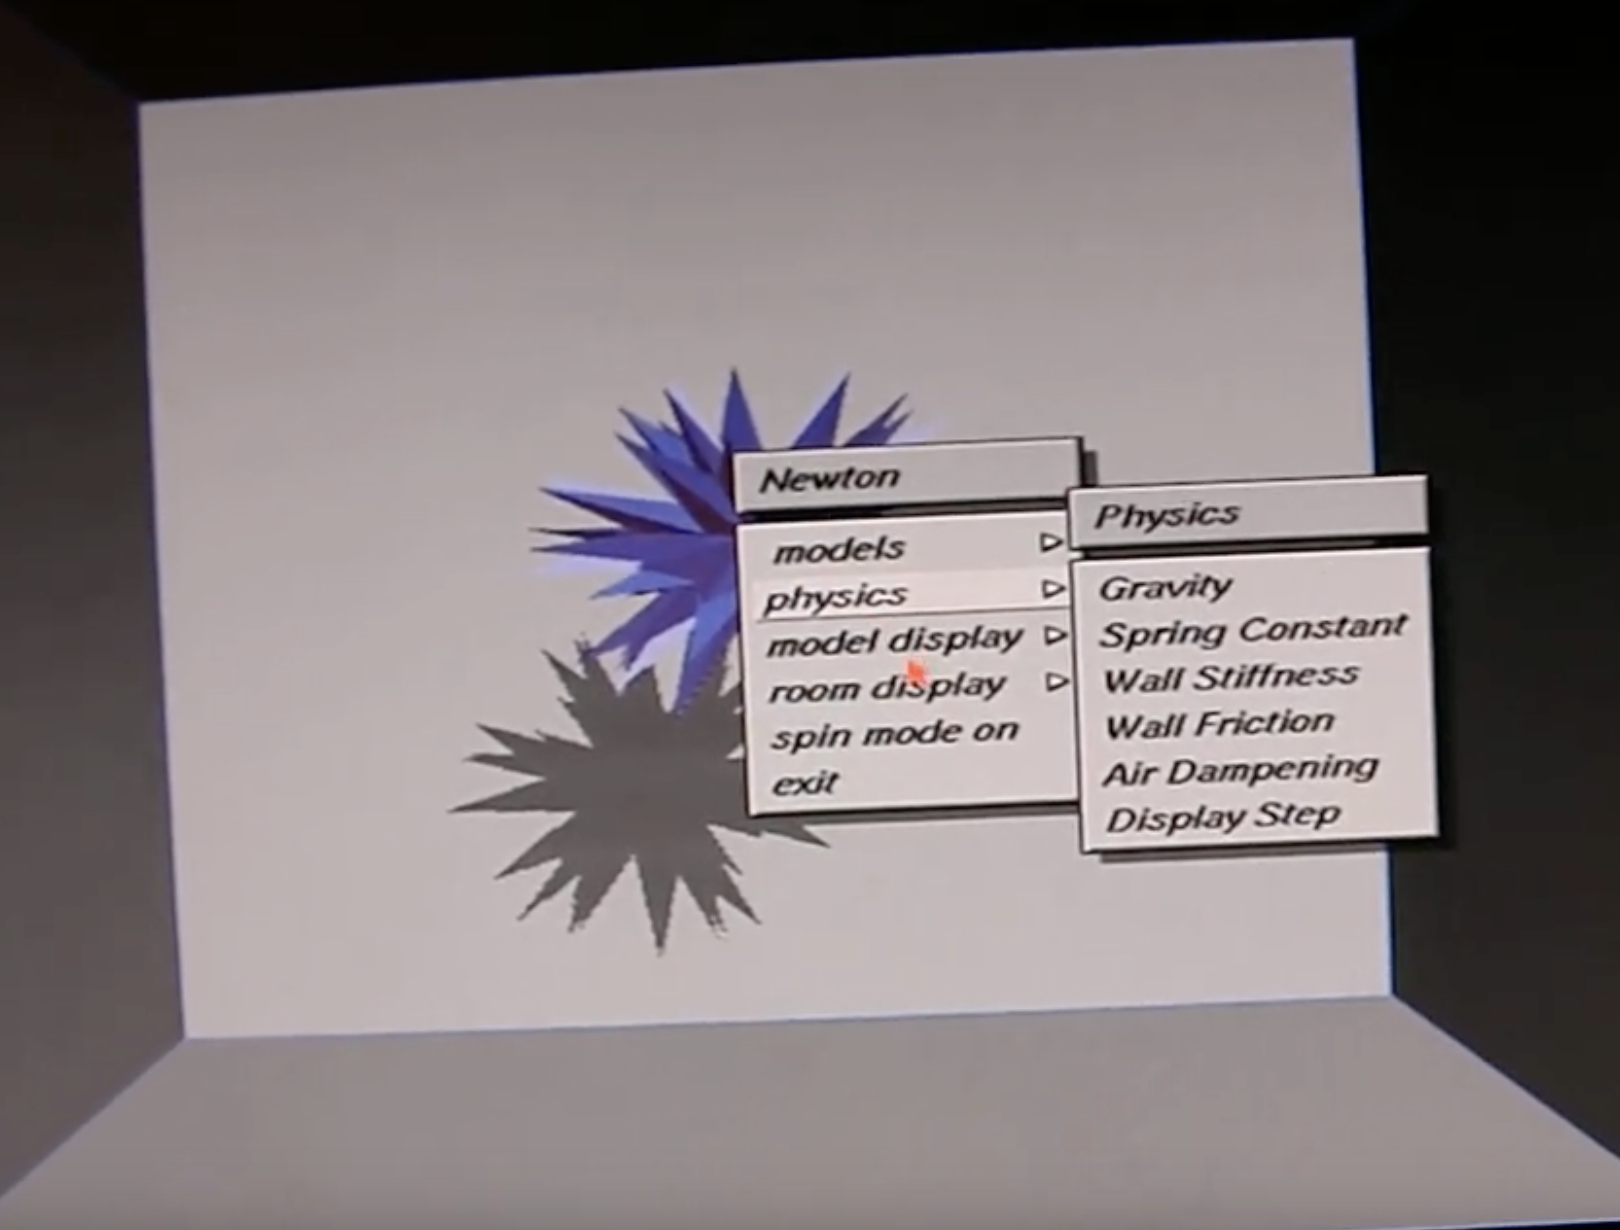 Newton
models
physics
model display
room display
spin mode on
exit
Physics
Gravity
Spring Constant
Wall Stiffness
Wall Friction
Air Dampening
Display Step